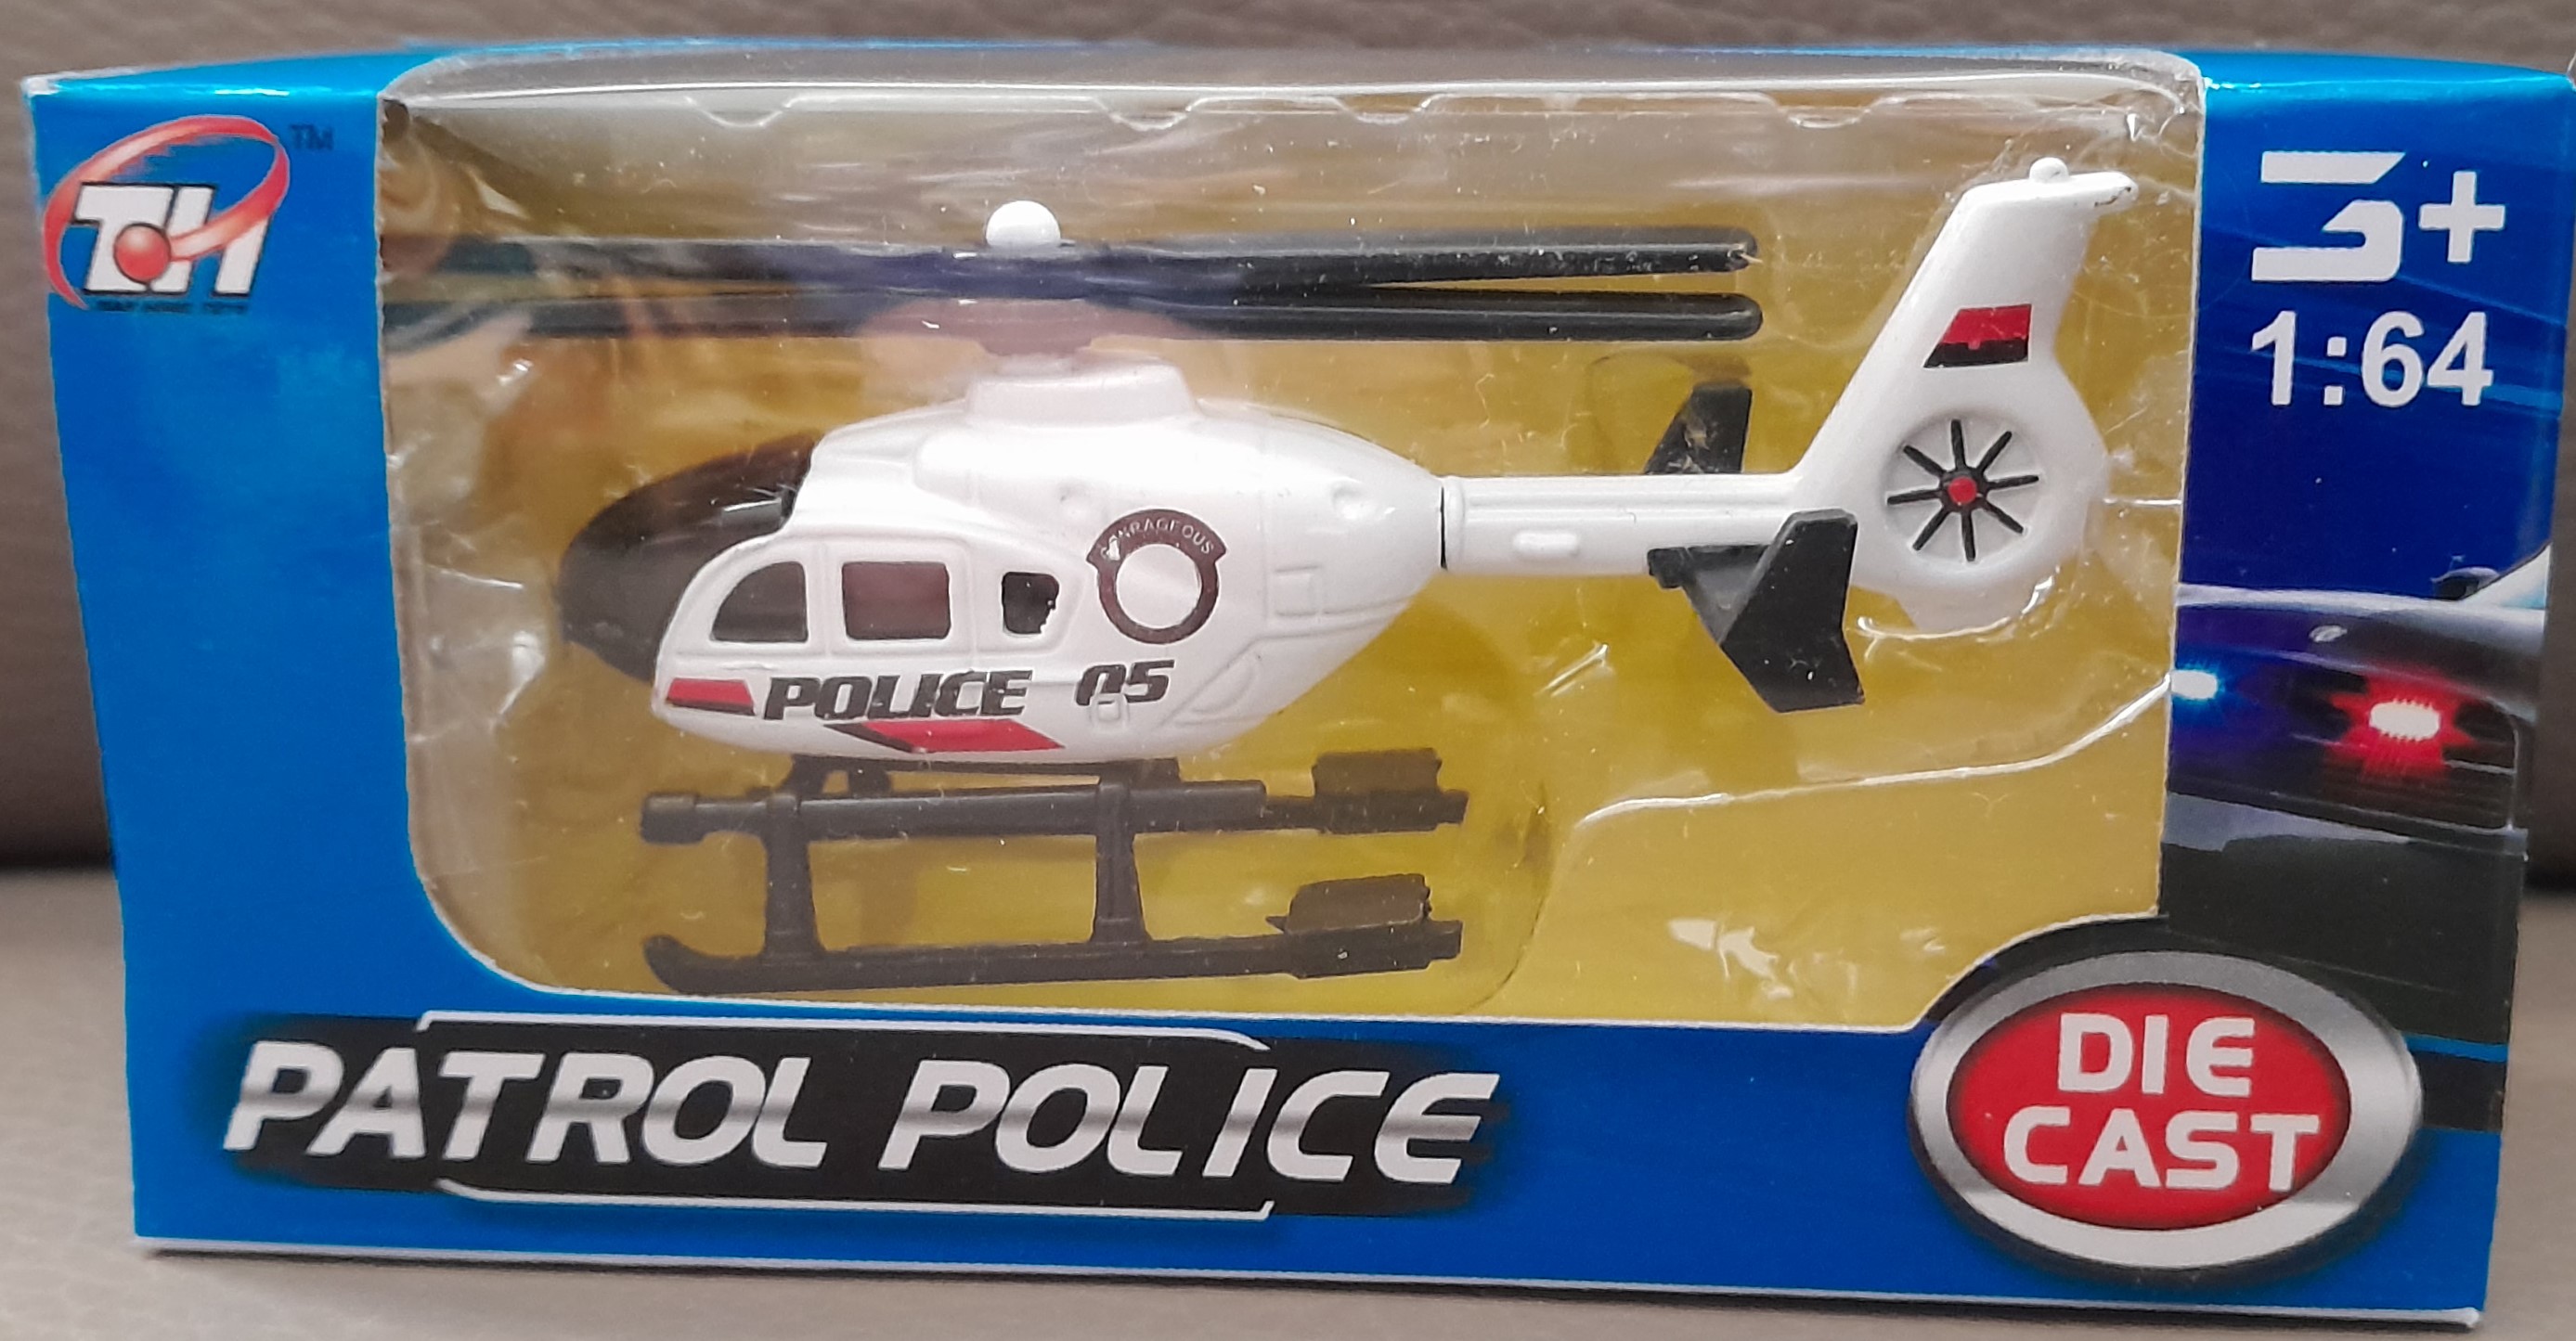 TH
TM
3+
1:64
COURAGEOUS
POLICE 05
PATROL POLICE
DIE
CAST